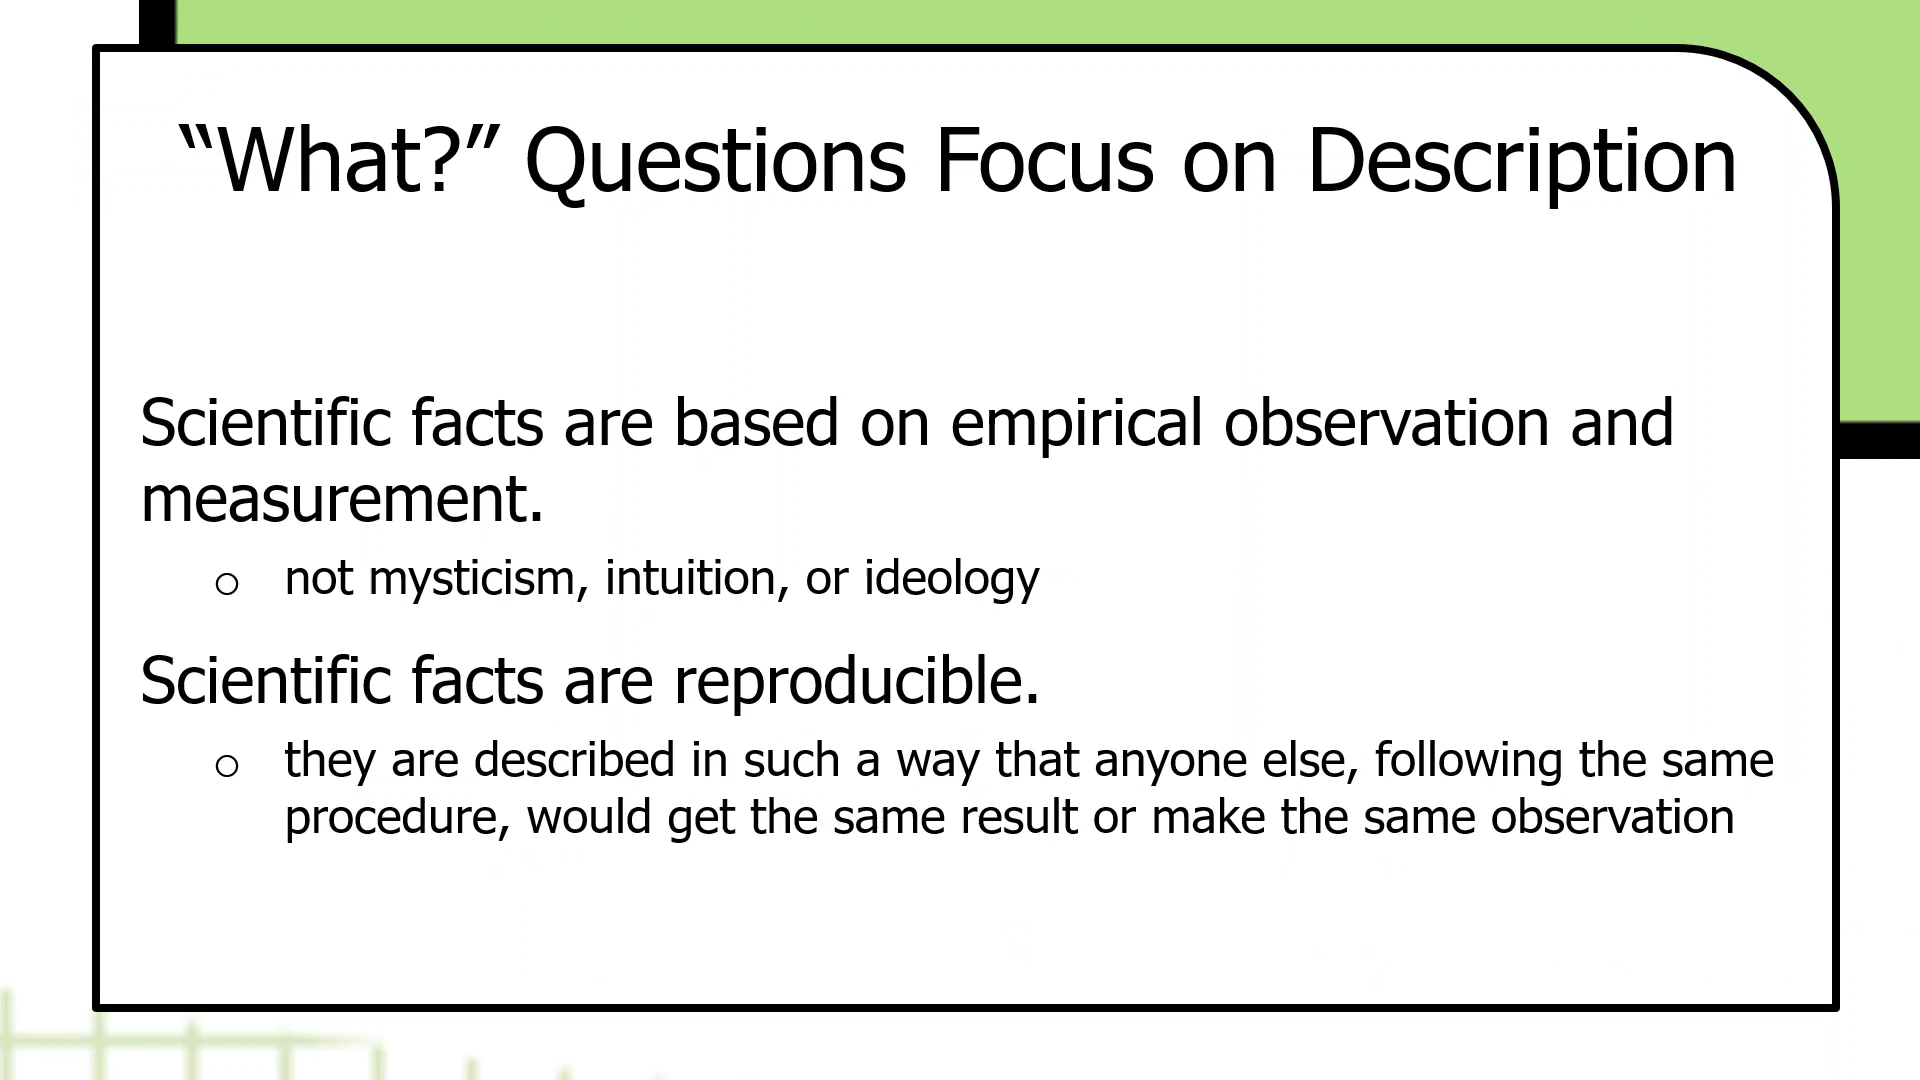 “What?” Questions Focus on Description
Scientific facts are based on empirical observation and
measurement.
○ not mysticism, intuition, or ideology
Scientific facts are reproducible.
○ they are described in such a way that anyone else, following the same
procedure, would get the same result or make the same observation